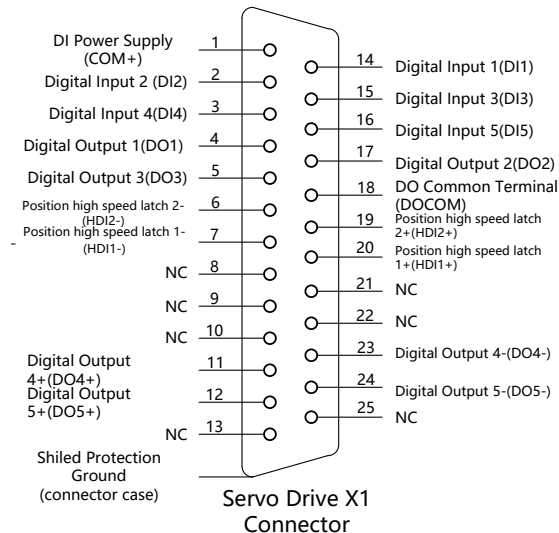 DI Power Supply
(COM+)
1
Digital Input 2 (DI2)
2
Digital Input 4(DI4)
3
Digital Output 1(DO1)
4
Digital Output 3(DO3)
5
Position high speed latch 2-
(HDI2-)
6
Position high speed latch 1-
(HDI1-)
7
NC 8
NC 9
NC 10
Digital Output
4+(DO4+)
11
Digital Output
5+(DO5+)
12
NC 13
Shiled Protection
Ground
(connector case)
14 Digital Input 1(DI1)
15 Digital Input 3(DI3)
16 Digital Input 5(DI5)
17 Digital Output 2(DO2)
18 DO Common Terminal
(DOCOM)
19 Position high speed latch
2+(HDI2+)
20 Position high speed latch
1+(HDI1+)
21 NC
22 NC
23 Digital Output 4-(DO4-)
24 Digital Output 5-(DO5-)
25 NC
Servo Drive X1
Connector